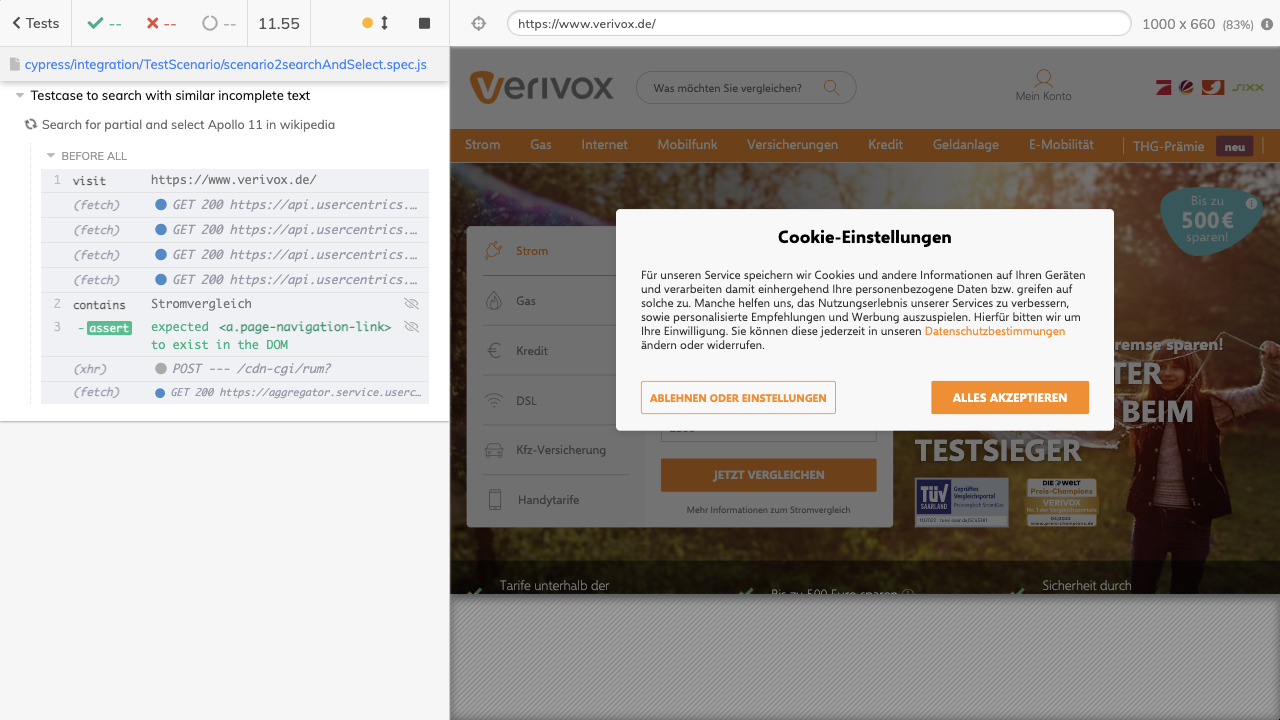 Tests
--
--
--
11.55
https://www.verivox.de/
1000 x 660 (83%)
cypress/integration/TestScenario/scenario2searchAndSelect.spec.js
Testcase to search with similar incomplete text
Search for partial and select Apollo 11 in wikipedia
BEFORE ALL
1 visit https://www.verivox.de/
(fetch) GET 200 https://api.usercentrics....
(fetch) GET 200 https://api.usercentrics....
(fetch) GET 200 https://api.usercentrics....
(fetch) GET 200 https://api.usercentrics....
2 contains Stromvergleich
3 -assert expected <a.page-navigation-link>
to exist in the DOM
(xhr) POST --- /cdn-cgi/rum?
(fetch) GET 200 https://aggregator.service.userc...
Verivox
Was möchten Sie vergleichen?
Mein Konto
sixx
Strom Gas Internet Mobilfunk Versicherungen Kredit Geldanlage E-Mobilität THG-Prämie neu
Bis zu
500€
sparen!
Strom
Gas
Kredit
DSL
Kfz-Versicherung
Handytarife
Cookie-Einstellungen
Für unseren Service speichern wir Cookies und andere Informationen auf Ihren Geräten
und verarbeiten damit einhergehend Ihre personenbezogene Daten bzw. greifen auf
solche zu. Manche helfen uns, das Nutzungserlebnis unserer Services zu verbessern,
sowie personalisierte Empfehlungen und Werbung auszuspielen. Hierfür bitten wir um
Ihre Einwilligung. Sie können diese jederzeit in unseren Datenschutzbestimmungen
ändern oder widerrufen.
ABLEHNEN ODER EINSTELLUNGEN
ALLES AKZEPTIEREN
remse sparen!
TER
BEIM
TESTSIEGER
JETZT VERGLEICHEN
Mehr Informationen zum Stromvergleich
TÜV
SAARLAND
Geprüftes
Vergleichsportal
DIE WELT
Preis-Champions
VERIVOX
Tarife unterhalb der
Bis zu 500 Euro sparen
Sicherheit durch